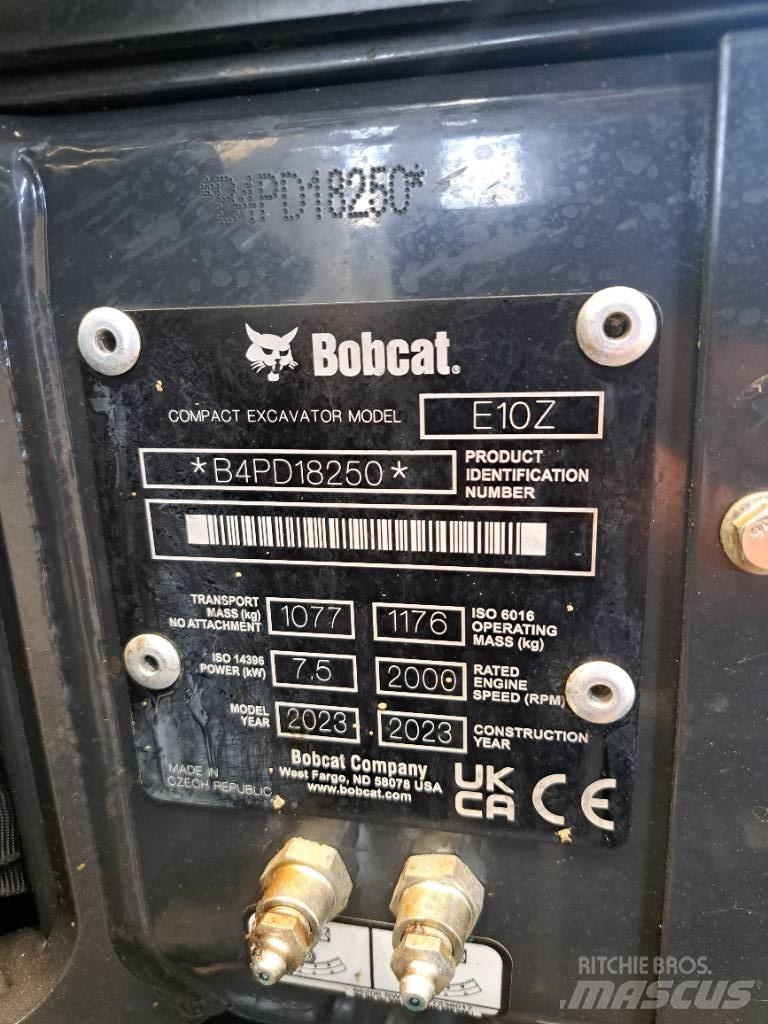 *B4PD18250*
Bobcat.
COMPACT EXCAVATOR MODEL E10Z
*B4PD18250*
PRODUCT
IDENTIFICATION
NUMBER
TRANSPORT
MASS (kg)
NO ATTACHMENT
1077
1176
ISO 6016
OPERATING
MASS (kg)
ISO 14396
POWER (kW)
7.5
2000
RATED
ENGINE
SPEED (RPM)
MODEL
YEAR
2023
2023
CONSTRUCTION
YEAR
Bobcat Company
West Fargo, ND 58078 USA
www.bobcat.com
MADE IN
CZECH REPUBLIC
UK
CA
CE
RITCHIE BROS.
MASCUS